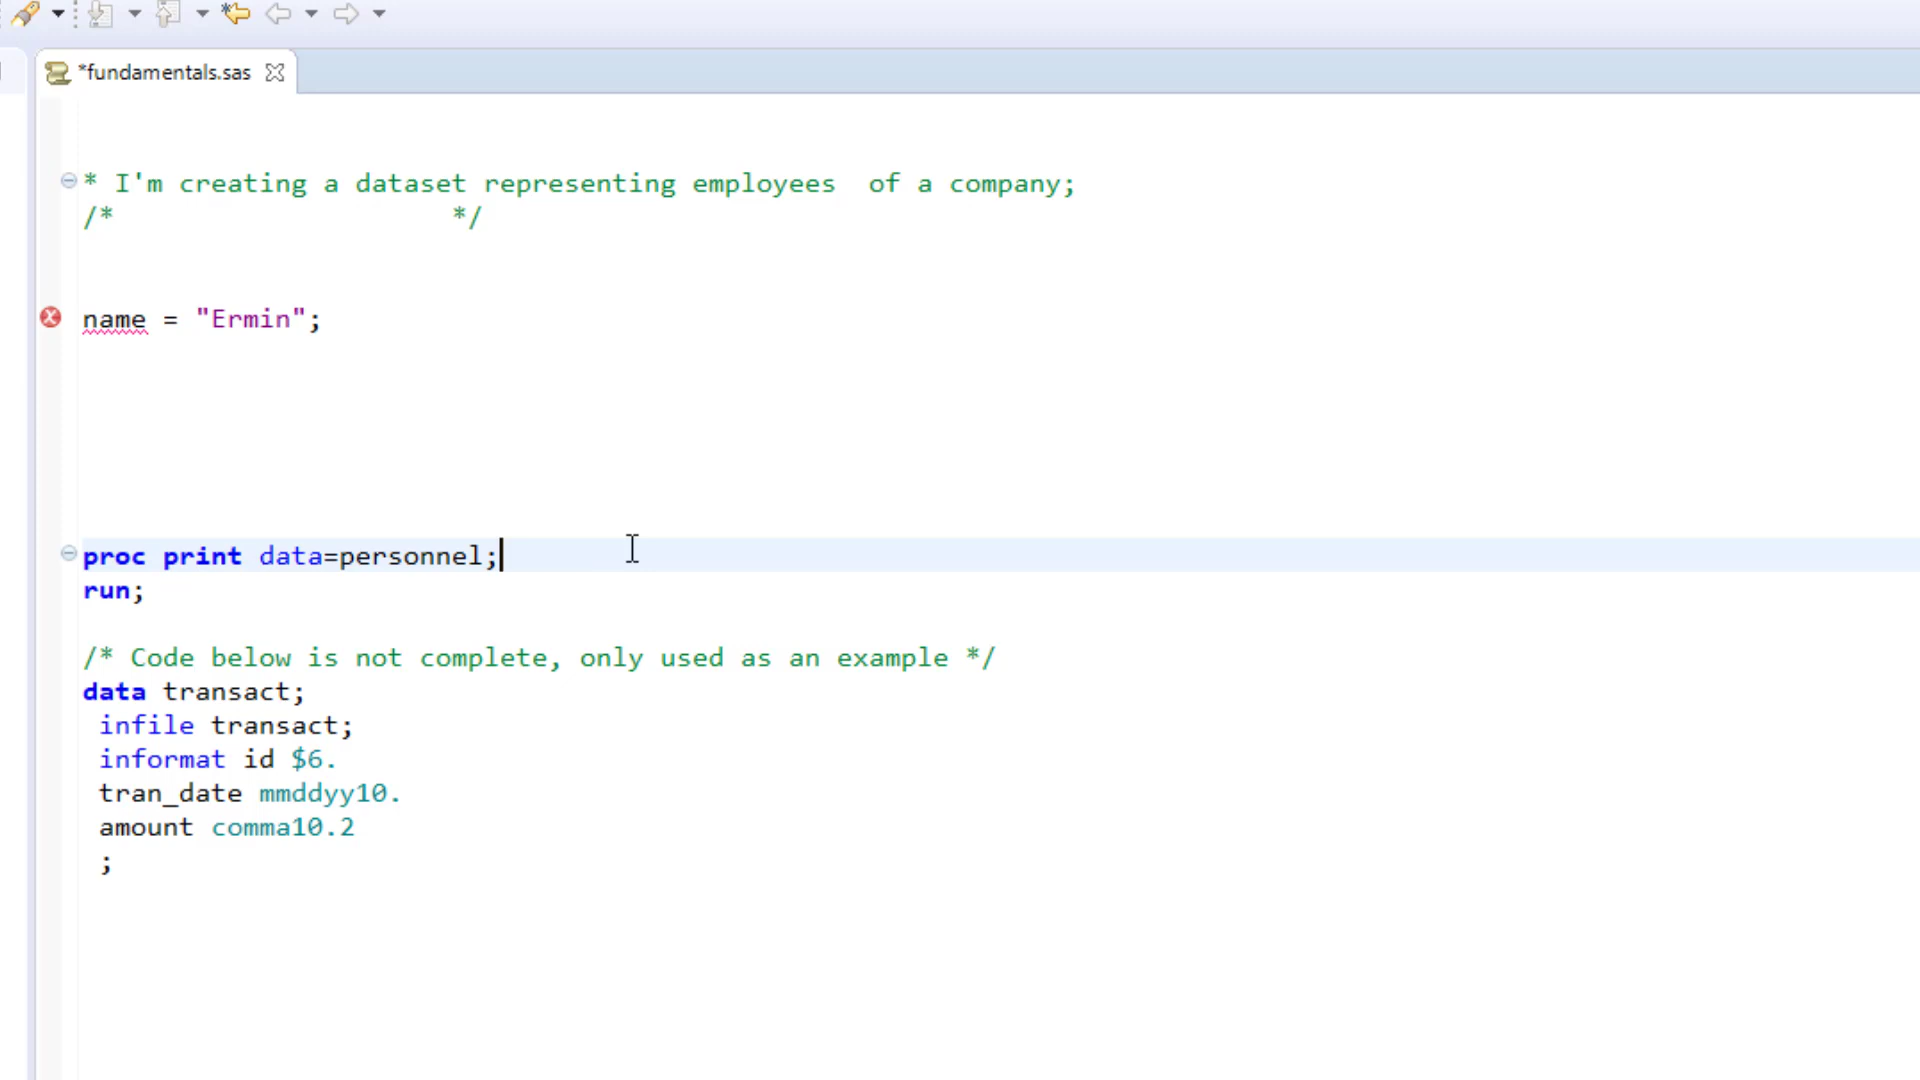 *fundamentals.sas
* I'm creating a dataset representing employees  of a company;
/*                     */
name = "Ermin";
proc print data=personnel;
run;
/* Code below is not complete, only used as an example */
data transact;
 infile transact;
 informat id $6.
 tran_date mmddyy10.
 amount comma10.2
 ;